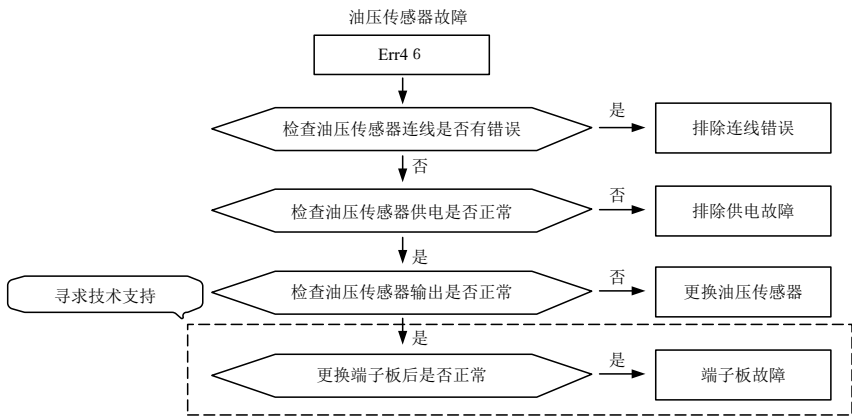 油压传感器故障
Err4 6
检查油压传感器连线是否有错误
是
排除连线错误
否
检查油压传感器供电是否正常
否
排除供电故障
是
寻求技术支持
检查油压传感器输出是否正常
否
更换油压传感器
是
更换端子板后是否正常
是
端子板故障